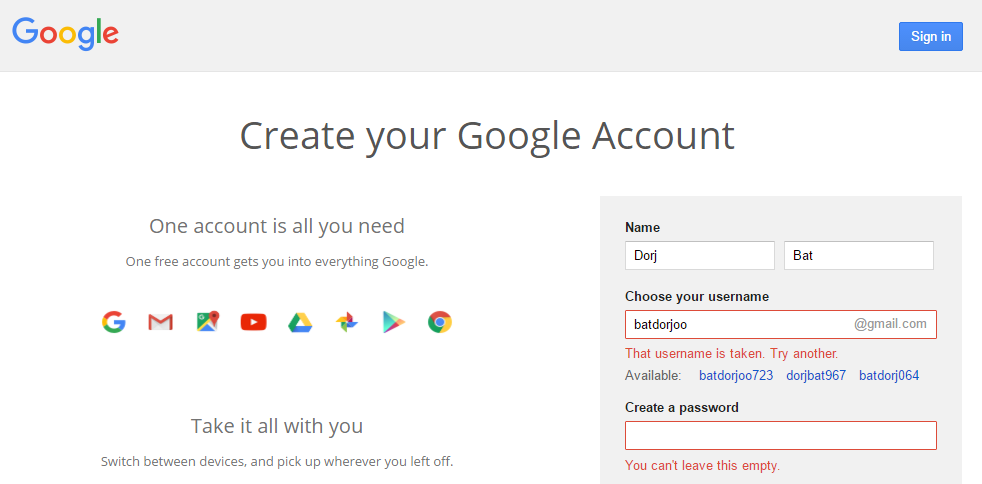 Google
Sign in
Create your Google Account
One account is all you need
One free account gets you into everything Google.
Take it all with you
Switch between devices, and pick up wherever you left off.
Name
Dorj Bat
Choose your username
batdorjoo @gmail.com
That username is taken. Try another.
Available: batdorjoo723 dorjbat967 batdorj064
Create a password
You can't leave this empty.